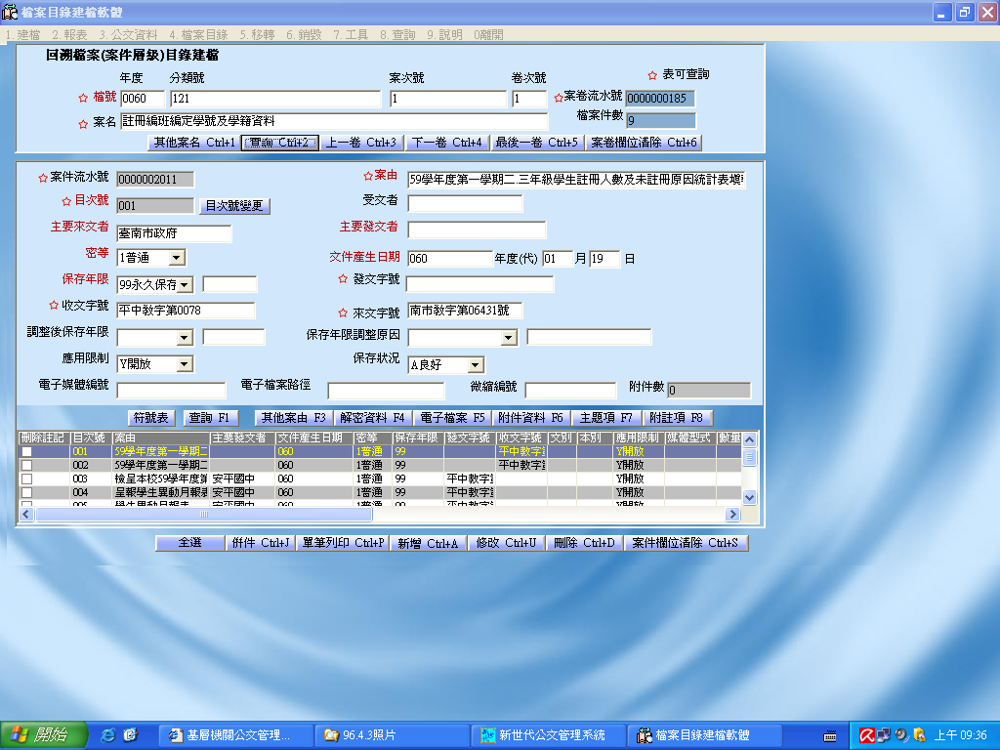 檔案目錄建檔軟體
1.建檔 2.報表 3.公文資料 4.檔案目錄 5.移轉 6.銷毀 7.工具 8.查詢 9.說明 0離開
回溯檔案(案件層級)目錄建檔
年度 分類號 案次號 卷次號 ☆ 表可查詢
☆ 檔號 0060 121 1 1 ☆案卷流水號 0000000185
☆ 案名 註冊編班編定學號及學籍資料 檔案件數 9
其他案名 Ctrl+1 查詢 Ctrl+2 上一卷 Ctrl+3 下一卷 Ctrl+4 最後一卷 Ctrl+5 案卷欄位清除 Ctrl+6
☆案件流水號 0000002011 ☆案由 59學年度第一學期二.三年級學生註冊人數及未註冊原因統計表填
☆ 目次號 001 目次號變更 受文者
主要來文者 臺南市政府 主要發文者
密等 1普通 文件產生日期 060 年度(代) 01 月 19 日
保存年限 99永久保存 ☆ 發文字號
☆ 收文字號 平中教字第0078 ☆ 來文字號 南市教字第06431號
調整後保存年限 保存年限調整原因
應用限制 Y開放 保存狀況 A良好
電子媒體編號 電子檔案路徑 微縮編號 附件數 0
符號表 查詢 F1 其他案由 F3 解密資料 F4 電子檔案 F5 附件資料 F6 主題項 F7 附註項 F8
刪除註記 目次號 案由 主要發文者 文件產生日期 密等 保存年限 發文字號 收文字號 文別 本別 應用限制 媒體型式 數量
001 59學年度第一學期二 060 1普通 99 平中教字 Y開放
002 59學年度第一學期二 060 1普通 99 平中教字 Y開放
003 檢呈本校59學年度 安平國中 060 1普通 99 平中教字 Y開放
004 呈報學生異動月報 安平國中 060 1普通 99 平中教字 Y開放
005 學生異動月報表 安平國中 060 1普通 99 平中教字 Y開放
全選 併件 Ctrl+J 單筆列印 Ctrl+P 新增 Ctrl+A 修改 Ctrl+U 刪除 Ctrl+D 案件欄位清除 Ctrl+S
開始 基層機關公文管理... 96.4.3照片 新世代公文管理系統 檔案目錄建檔軟體 上午 09:36